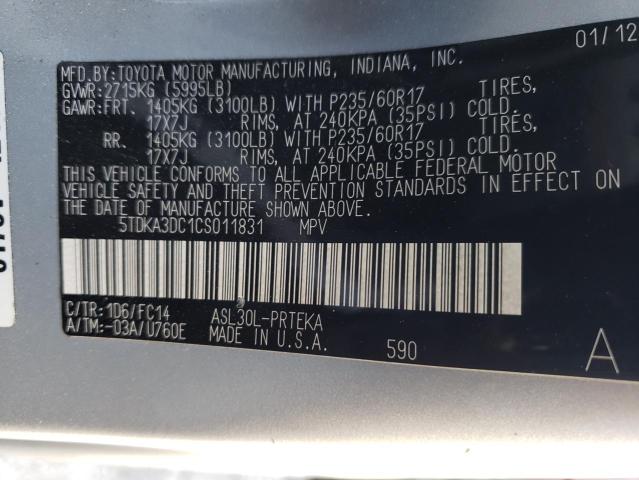 01/12
MFD.BY:TOYOTA MOTOR MANUFACTURING, INDIANA, INC.
GVWR:2715KG (5995LB)
GAWR:FRT. 1405KG (3100LB) WITH P235/60R17 TIRES,
17X7J RIMS, AT 240KPA (35PSI) COLD.
RR. 1405KG (3100LB) WITH P235/60R17 TIRES,
17X7J RIMS, AT 240KPA (35PSI) COLD.
THIS VEHICLE CONFORMS TO ALL APPLICABLE FEDERAL MOTOR
VEHICLE SAFETY AND THEFT PREVENTION STANDARDS IN EFFECT ON
THE DATE OF MANUFACTURE SHOWN ABOVE.
5TDKA3DC1CS011831 MPV
C/TR:1D6/FC14 ASL30L-PRTEKA
A/TM:-03A/U760E MADE IN U.S.A. 590 A